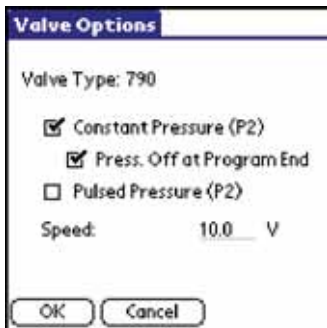 Valve Options
Valve Type: 790
Constant Pressure (P2)
Press. Off at Program End
Pulsed Pressure (P2)
Speed: 10.0 V
OK Cancel